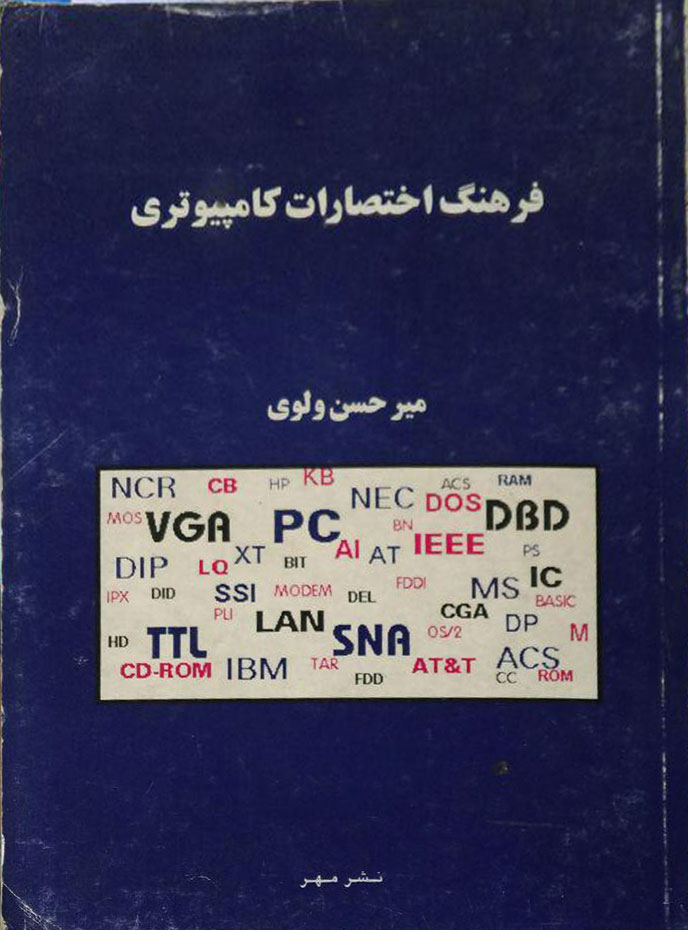 فرهنگ اختصارات کامپیوتری
میر حسن ولوی
NCR CB HP KB ACS RAM
NEC DOS DBD
MOS VGA PC BN
DIP LQ XT BIT AI AT IEEE PS
IPX DID SSI MODEM DEL FDDI MS IC BASIC
PLI LAN CGA DP
HD TTL SNA OS/2 M
CD-ROM IBM TAR FDD AT&T ACS CC ROM
نشر مهر